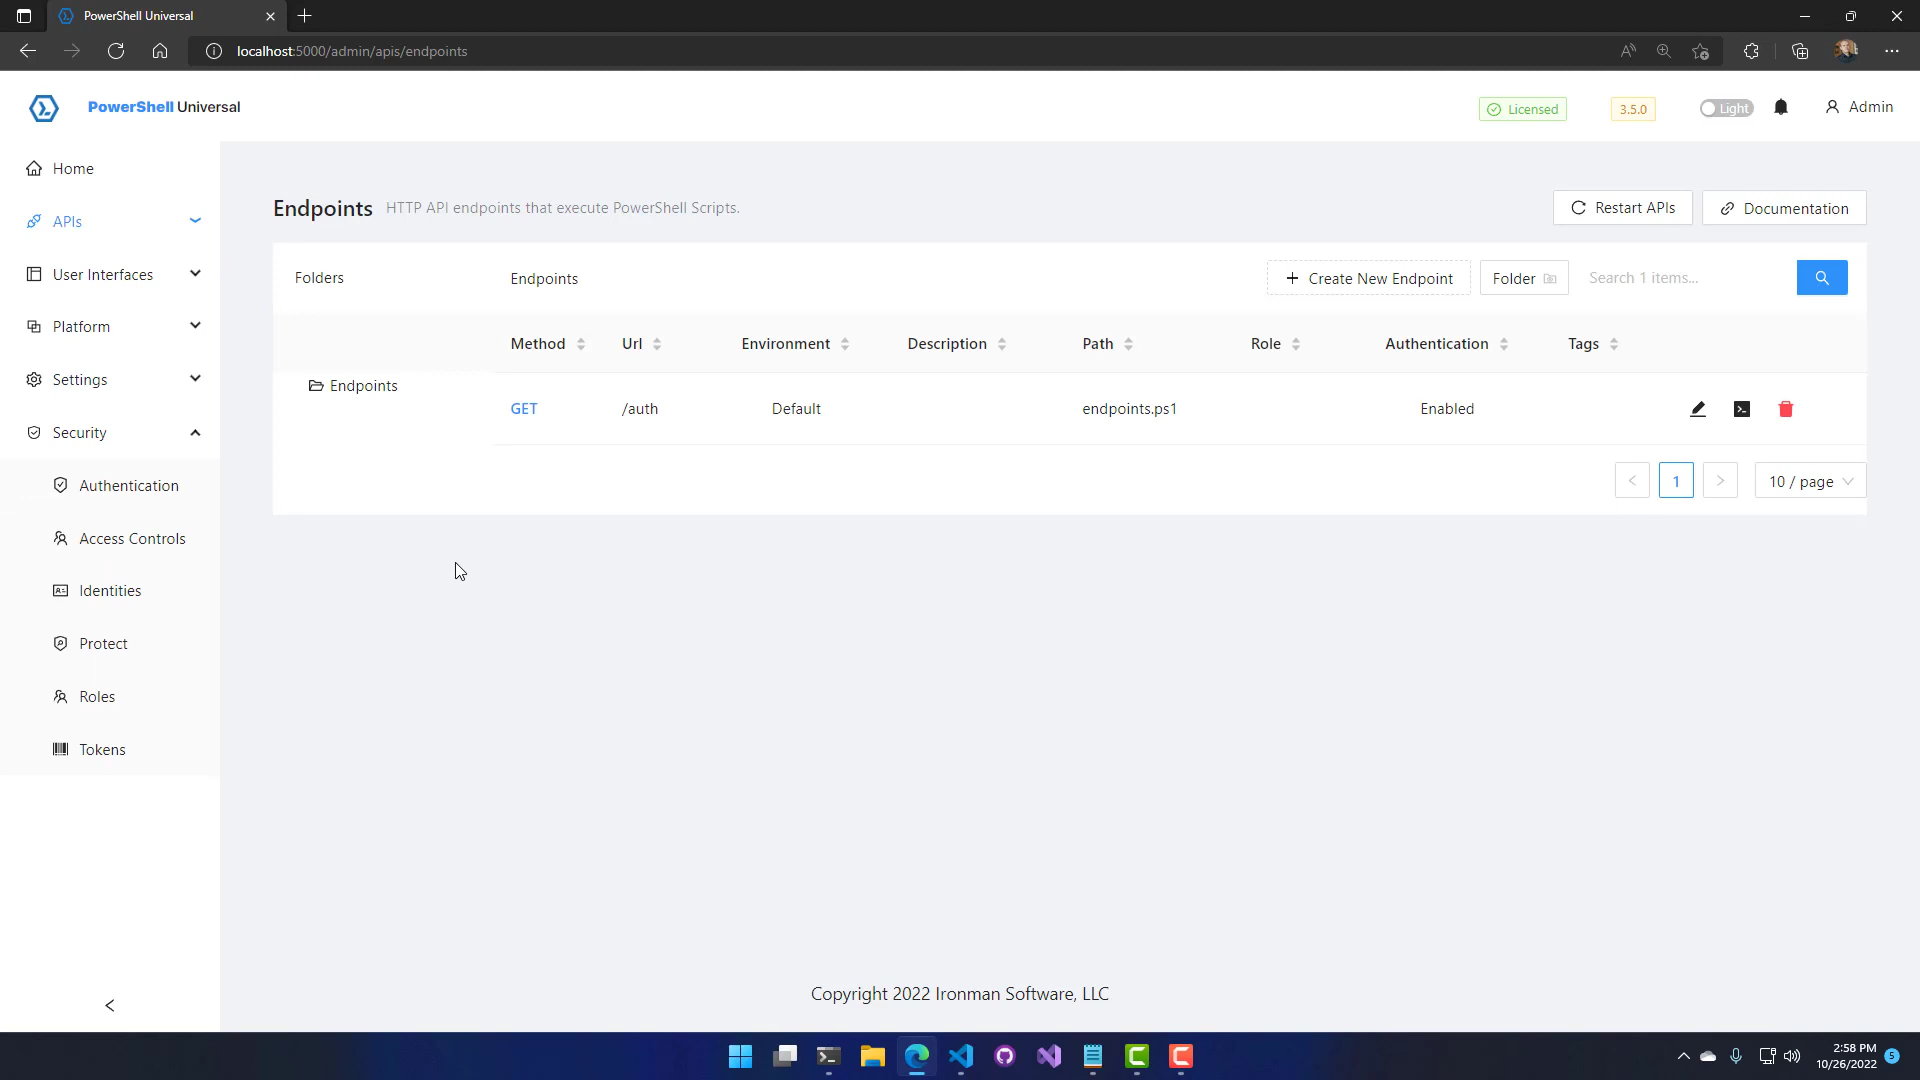 PowerShell Universal
localhost:5000/admin/apis/endpoints
PowerShell Universal
Licensed
3.5.0
Light
Admin
Home
APIs
User Interfaces
Platform
Settings
Security
Authentication
Access Controls
Identities
Protect
Roles
Tokens
Endpoints HTTP API endpoints that execute PowerShell Scripts.
Restart APIs
Documentation
Folders
Endpoints
Create New Endpoint
Folder
Search 1 items...
Method Url Environment Description Path Role Authentication Tags
Endpoints
GET /auth Default endpoints.ps1 Enabled
1
10 / page
Copyright 2022 Ironman Software, LLC
2:58 PM
10/26/2022
5